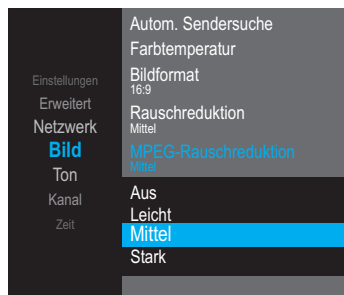 Einstellungen
Erweitert
Netzwerk
Bild
Ton
Kanal
Zeit
Autom. Sendersuche
Farbtemperatur
Bildformat
16:9
Rauschreduktion
Mittel
MPEG-Rauschreduktion
Mittel
Aus
Leicht
Mittel
Stark